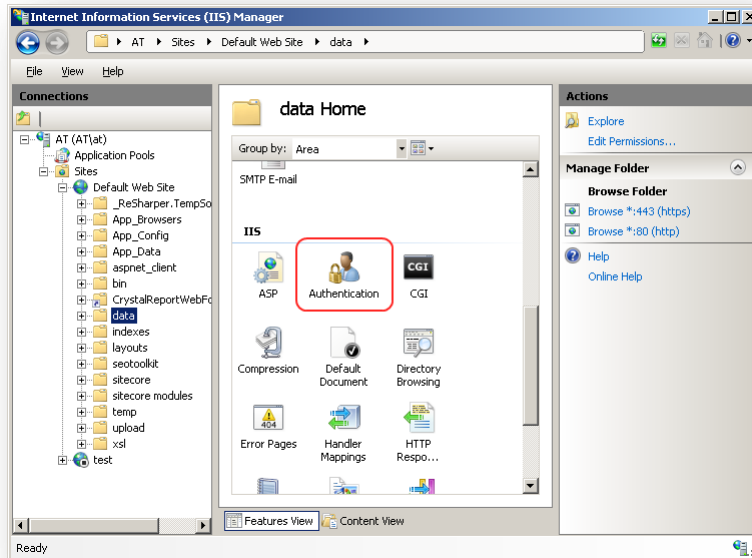 Internet Information Services (IIS) Manager
AT Sites Default Web Site data
File View Help
Connections
AT (AT\at)
Application Pools
Sites
Default Web Site
_ReSharper.TempSo
App_Browsers
App_Config
App_Data
aspnet_client
bin
CrystalReportWebFo
data
indexes
layouts
seotoolkit
sitecore
sitecore modules
temp
upload
xsl
test
data Home
Group by: Area
SMTP E-mail
IIS
ASP
Authentication
CGI
CGI
Compression
Default Document
Directory Browsing
404
Error Pages
Handler Mappings
HTTP Respo...
Features View Content View
Actions
Explore
Edit Permissions...
Manage Folder
Browse Folder
Browse *:443 (https)
Browse *:80 (http)
Help
Online Help
Ready